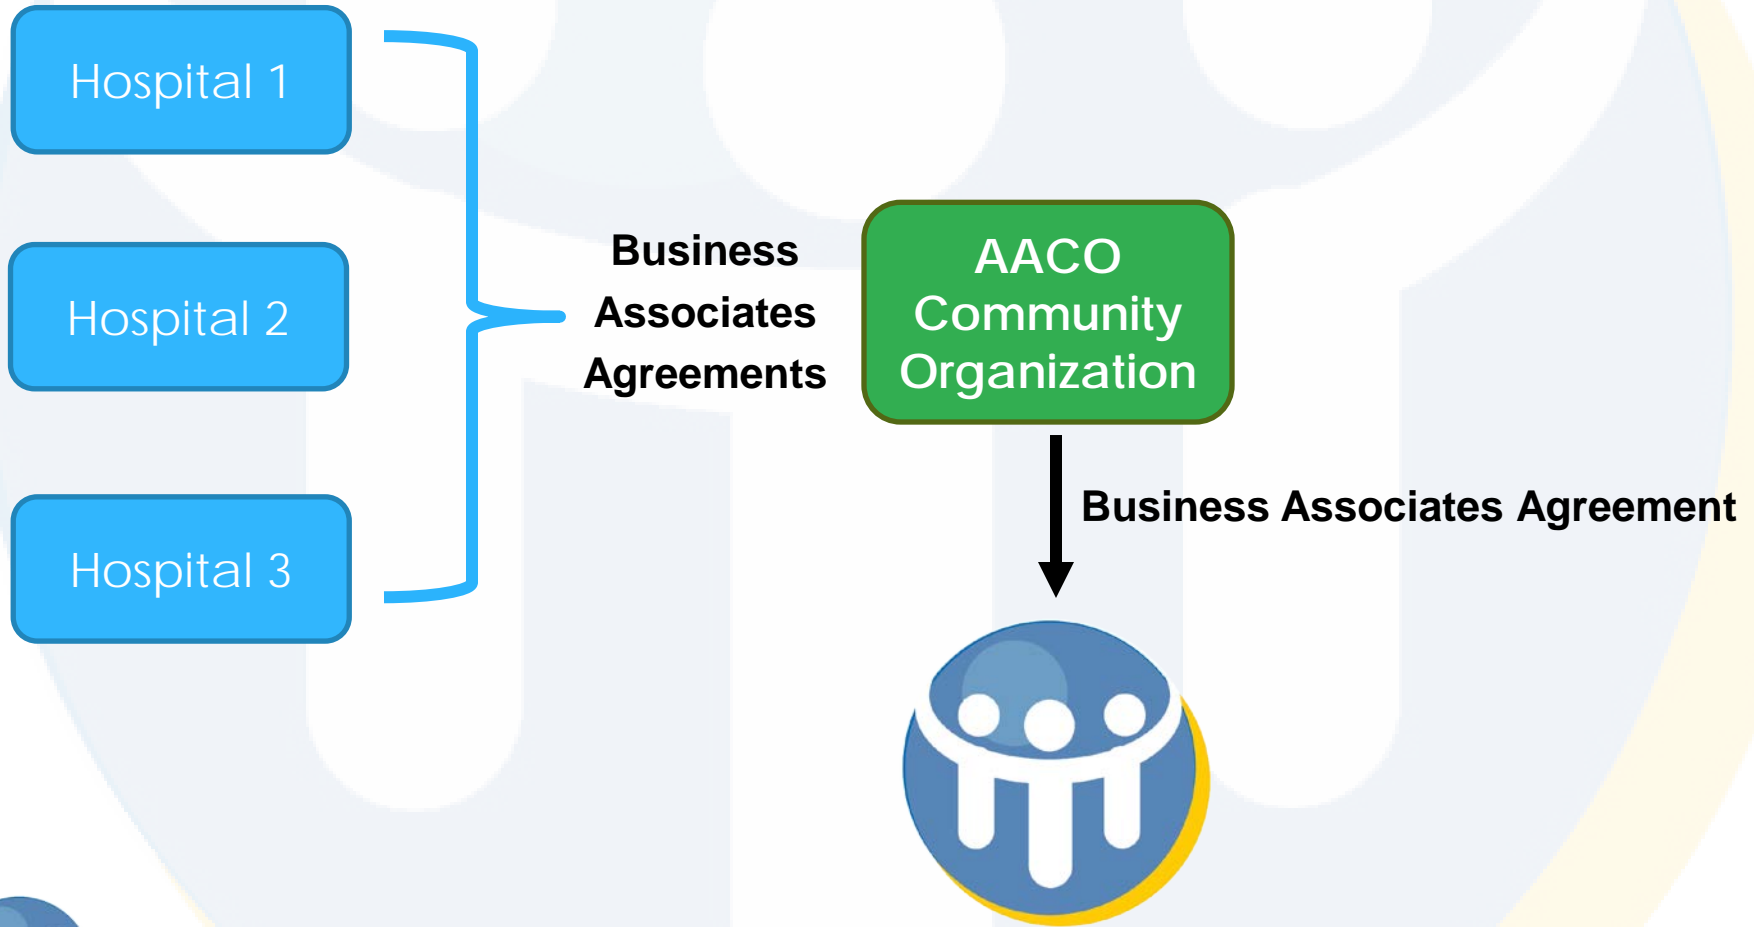 Hospital 1
Hospital 2
Hospital 3
Business
Associates
Agreements
AACO
Community
Organization
Business Associates Agreement